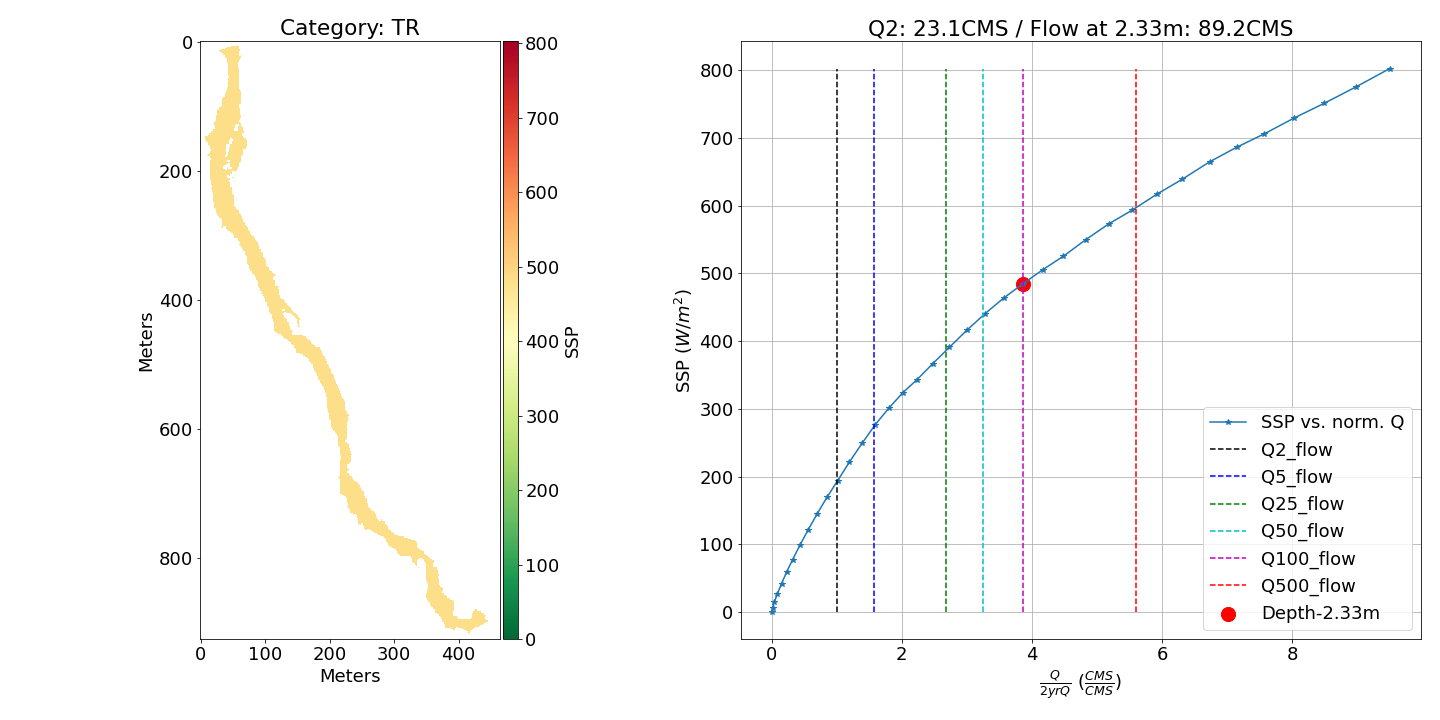 Category: TR
0
200
400
600
800
Meters
0
100
200
300
400
Meters
800
700
600
500
400
300
200
100
0
SSP
Q2: 23.1CMS / Flow at 2.33m: 89.2CMS
800
700
600
500
400
300
200
100
0
SSP (W/m²)
0
2
4
6
8
Q/2yrQ (CMS/CMS)
SSP vs. norm. Q
Q2_flow
Q5_flow
Q25_flow
Q50_flow
Q100_flow
Q500_flow
Depth-2.33m